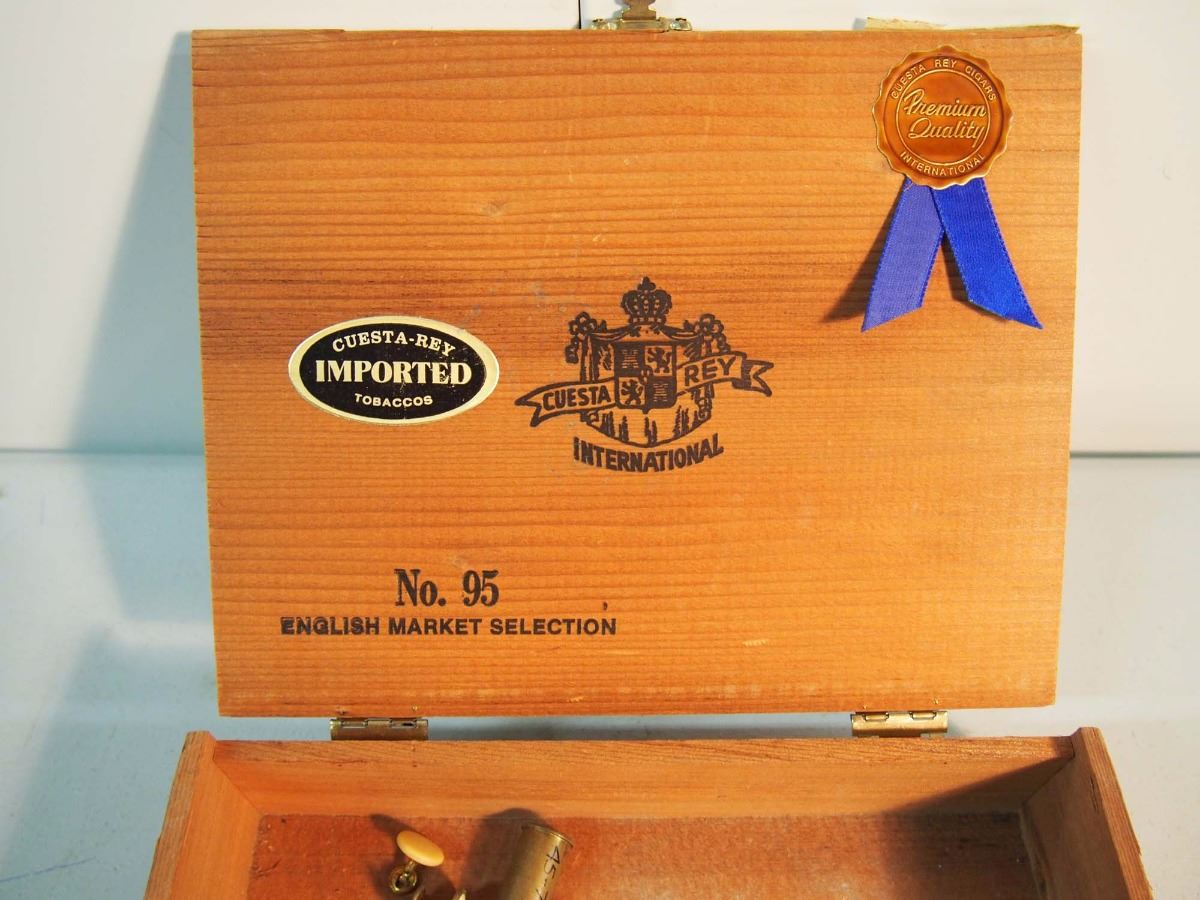 CUESTA REY CIGARS
Premium
Quality
INTERNATIONAL
CUESTA-REY
IMPORTED
TOBACCOS
CUESTA REY
INTERNATIONAL
No. 95
ENGLISH MARKET SELECTION